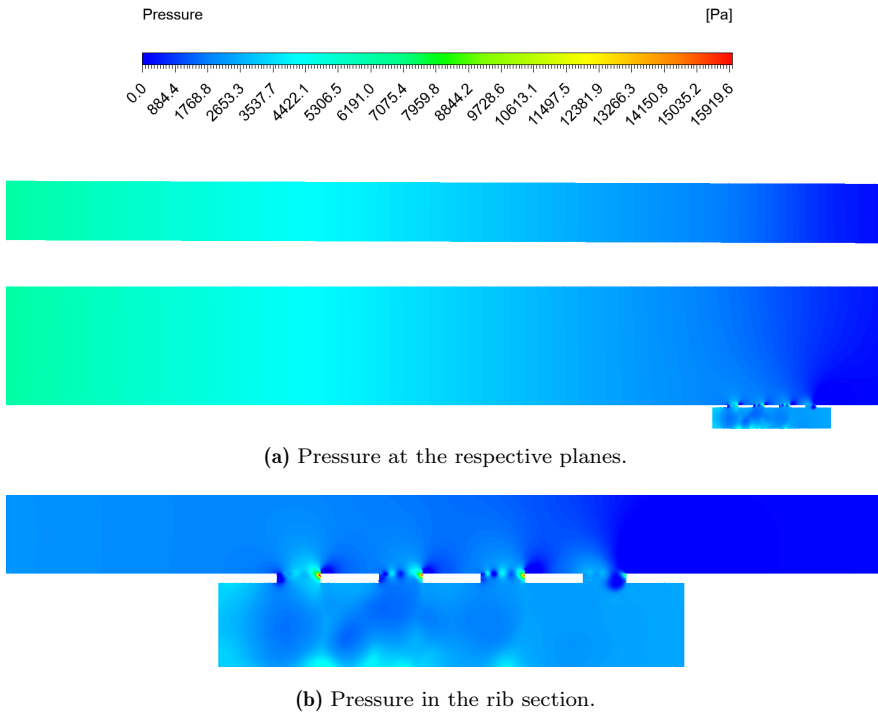 Pressure [Pa]
0.0 884.4 1768.8 2653.3 3537.7 4422.1 5306.5 6191.0 7075.4 7959.8 8844.2 9728.6 10613.1 11497.5 12381.9 13266.3 14150.8 15035.2 15919.6
(a) Pressure at the respective planes.
(b) Pressure in the rib section.